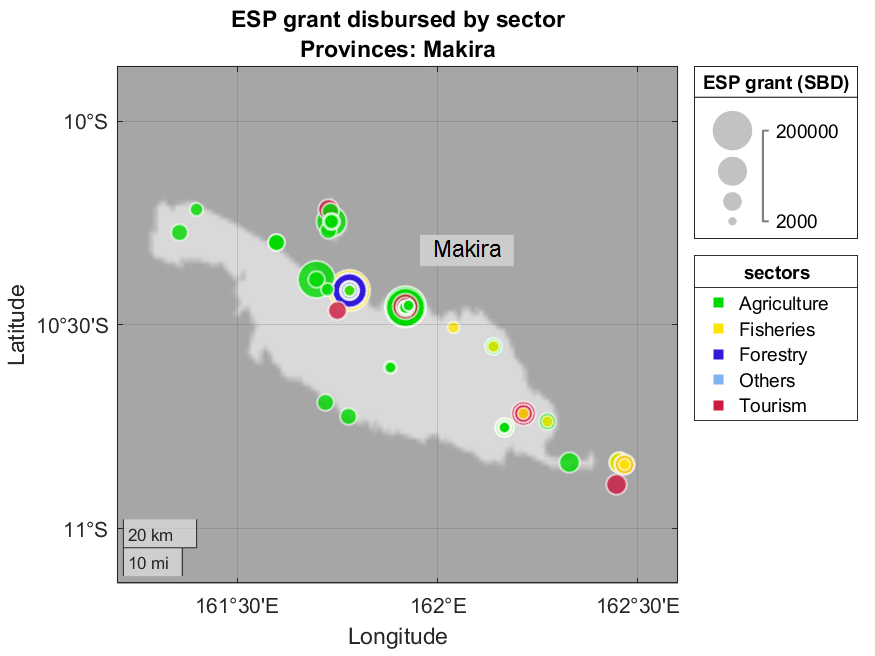 ESP grant disbursed by sector
Provinces: Makira
ESP grant (SBD)
200000
2000
sectors
Agriculture
Fisheries
Forestry
Others
Tourism
Makira
10°S
10°30'S
11°S
Latitude
20 km
10 mi
161°30'E
162°E
162°30'E
Longitude